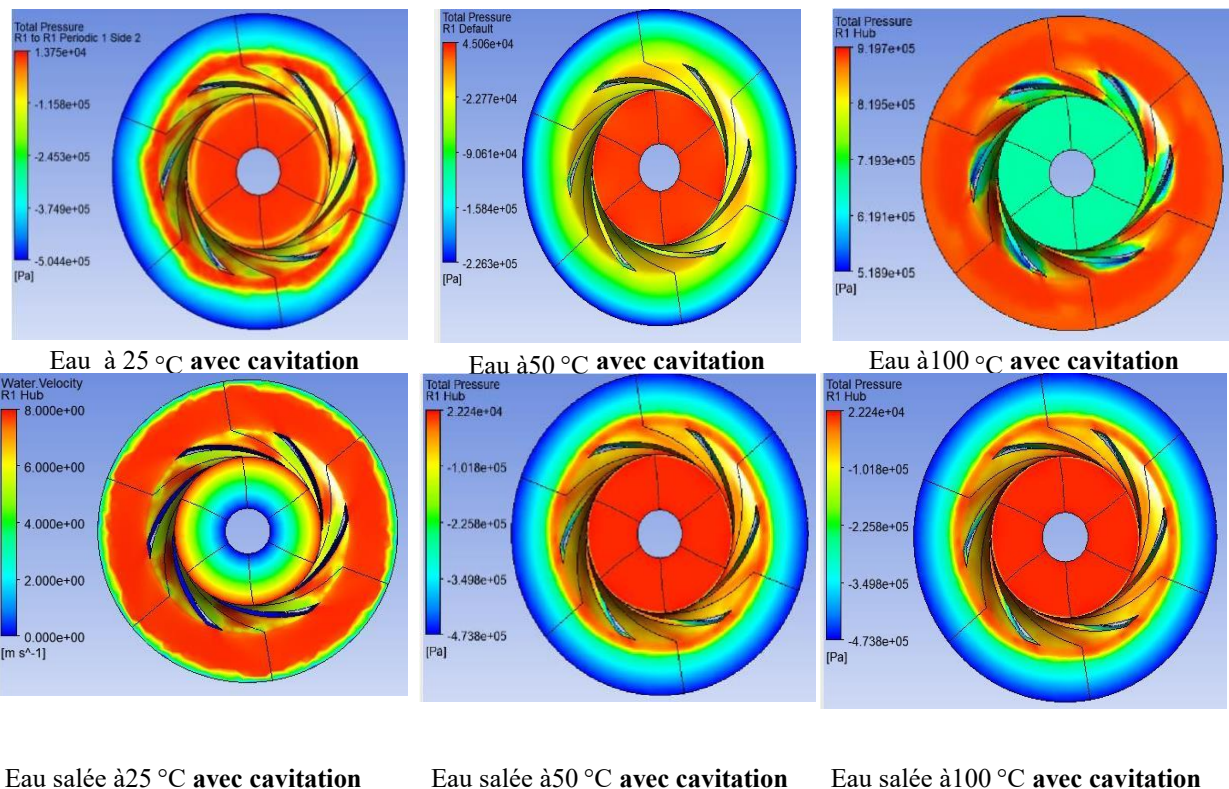 Total Pressure
R1 to R1 Periodic 1 Side 2
1.375e+04
-1.158e+05
-2.453e+05
-3.749e+05
-5.044e+05
[Pa]
Total Pressure
R1 Default
4.506e+04
-2.277e+04
-9.061e+04
-1.584e+05
-2.263e+05
[Pa]
Total Pressure
R1 Hub
9.197e+05
8.195e+05
7.193e+05
6.191e+05
5.189e+05
[Pa]
Eau à 25 °C avec cavitation
Eau à50 °C avec cavitation
Eau à100 °C avec cavitation
Water.Velocity
R1 Hub
8.000e+00
6.000e+00
4.000e+00
2.000e+00
0.000e+00
[m s^-1]
Total Pressure
R1 Hub
2.224e+04
-1.018e+05
-2.258e+05
-3.498e+05
-4.738e+05
[Pa]
Total Pressure
R1 Hub
2.224e+04
-1.018e+05
-2.258e+05
-3.498e+05
-4.738e+05
[Pa]
Eau salée à25 °C avec cavitation
Eau salée à50 °C avec cavitation
Eau salée à100 °C avec cavitation